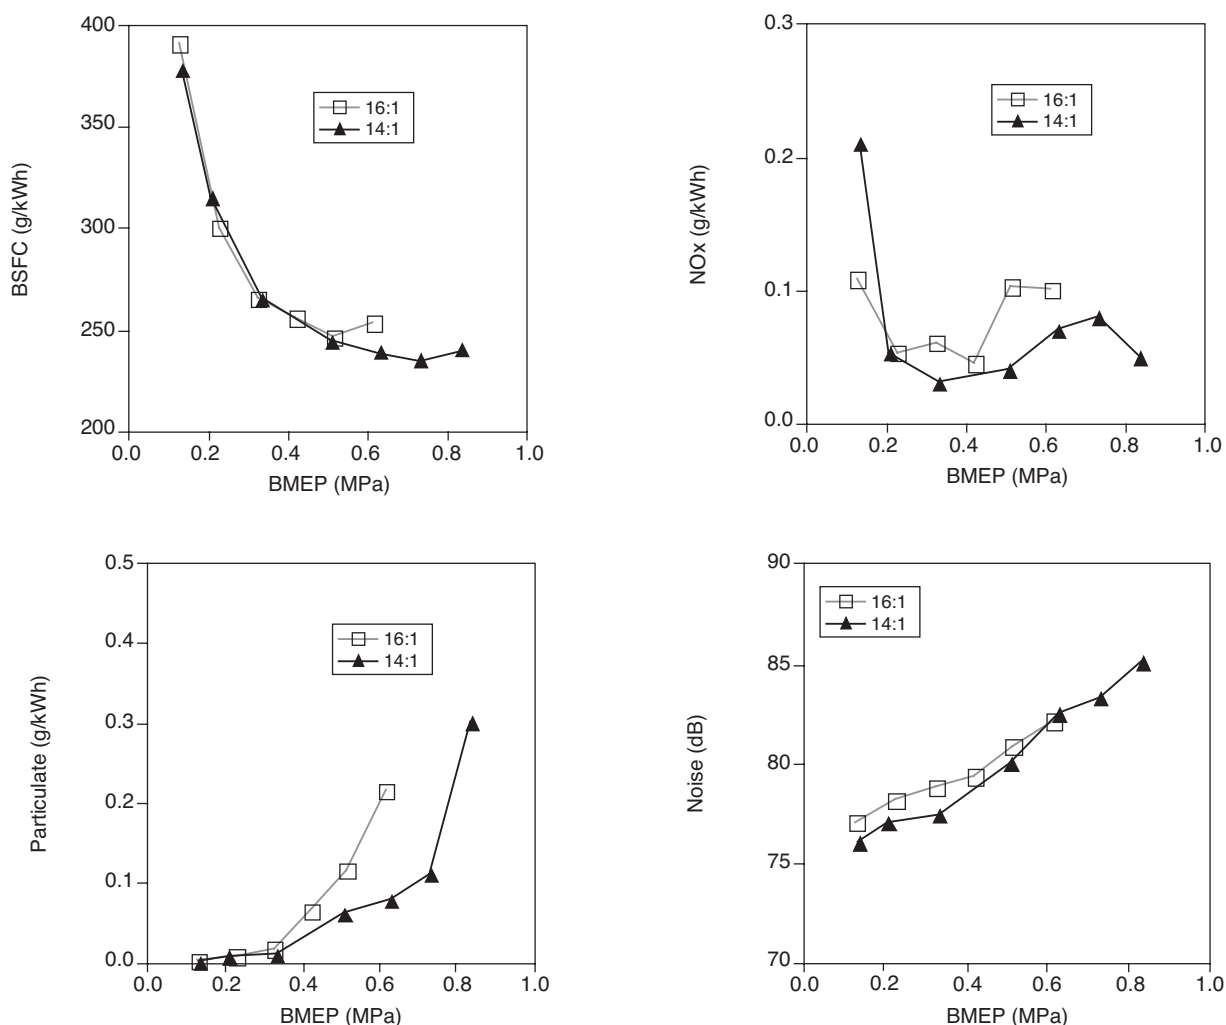 400
350
300
250
200
BSFC (g/kWh)
16:1
14:1
0.0 0.2 0.4 0.6 0.8 1.0
BMEP (MPa)
0.3
0.2
0.1
0.0
NOx (g/kWh)
16:1
14:1
0.0 0.2 0.4 0.6 0.8 1.0
BMEP (MPa)
0.5
0.4
0.3
0.2
0.1
0.0
Particulate (g/kWh)
16:1
14:1
0.0 0.2 0.4 0.6 0.8 1.0
BMEP (MPa)
90
85
80
75
70
Noise (dB)
16:1
14:1
0.0 0.2 0.4 0.6 0.8 1.0
BMEP (MPa)